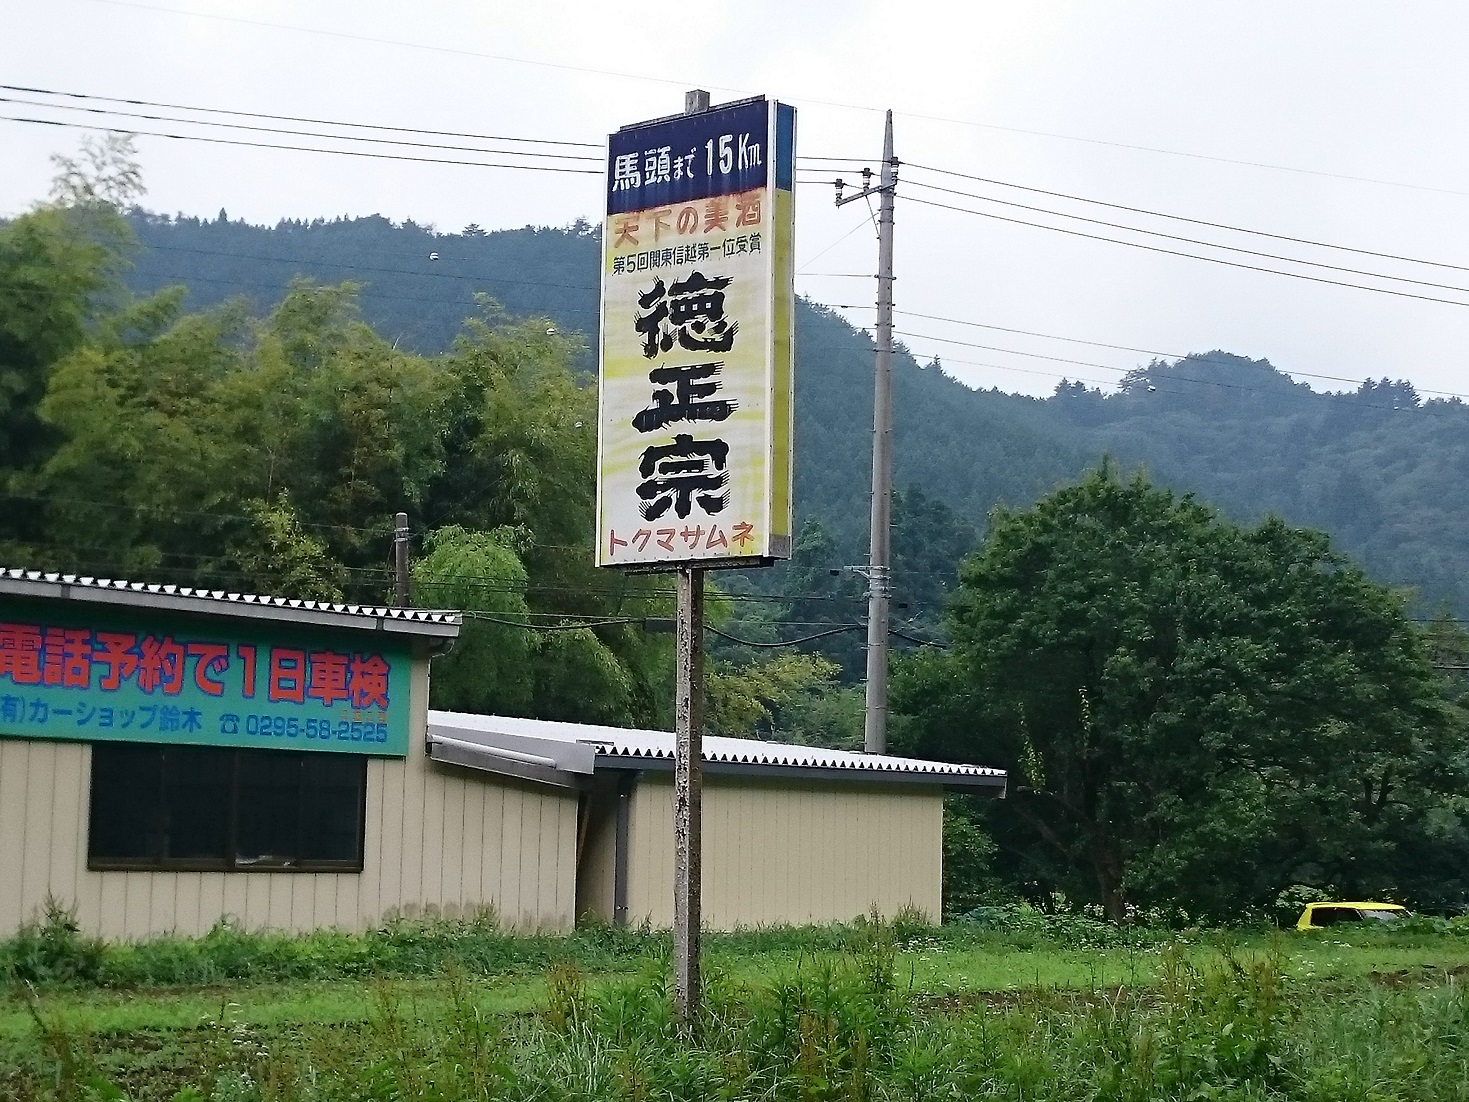 馬頭まで 15Km
天下の美酒
第5回関東信越第一位受賞
徳正宗
トクマサムネ
電話予約で1日車検
有)カーショップ鈴木 ☎ 0295-58-2525